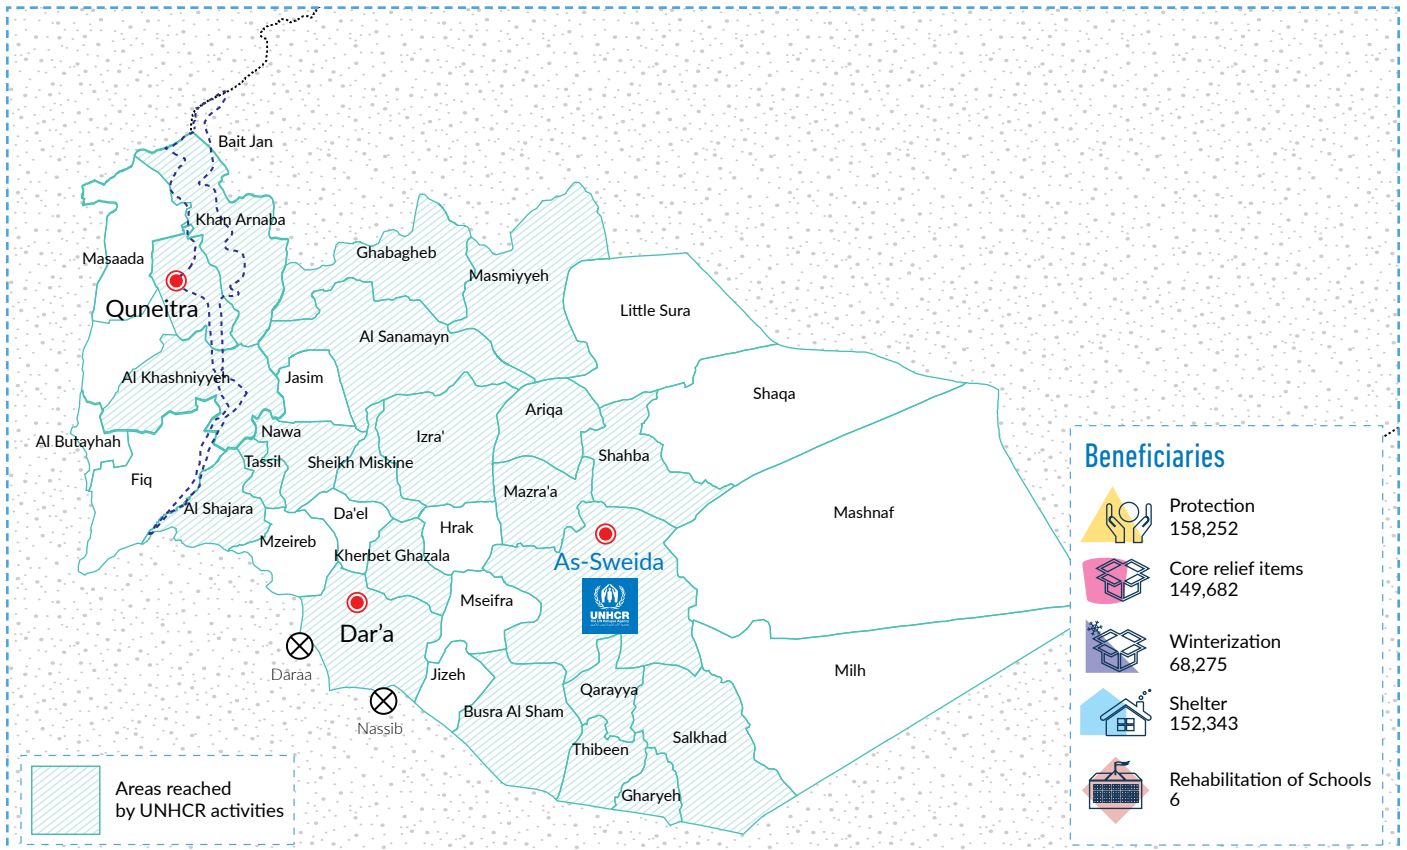 Bait Jan
Khan Arnaba
Masaada
Ghabagheb
Masmiyyeh
Quneitra
Little Sura
Al Sanamayn
Al Khashniyyeh
Jasim
Shaqa
Ariqa
Al Butayhah
Nawa
Izra'
Tassil
Sheikh Miskine
Shahba
Fiq
Mazra'a
Al Shajara
Da'el
Mashnaf
Hrak
Mzeireb
Kherbet Ghazala
As-Sweida
UNHCR
The UN Refugee Agency
Mseifra
Dar’a
Daraa
Jizeh
Milh
Qarayya
Busra Al Sham
Nassib
Salkhad
Thibeen
Gharyeh
Beneficiaries
Protection
158,252
Core relief items
149,682
Winterization
68,275
Shelter
152,343
Rehabilitation of Schools
6
Areas reached
by UNHCR activities